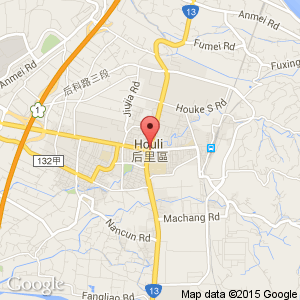 13
Anmei Rd
Fumei Rd
Fuxing
Anmei Rd
后科路三段
Jiujia Rd
Houke S Rd
1
Houli
后里區
132甲
Machang Rd
Nancun Rd
13
Google
Map data ©2015 Google
Fangliao Rd